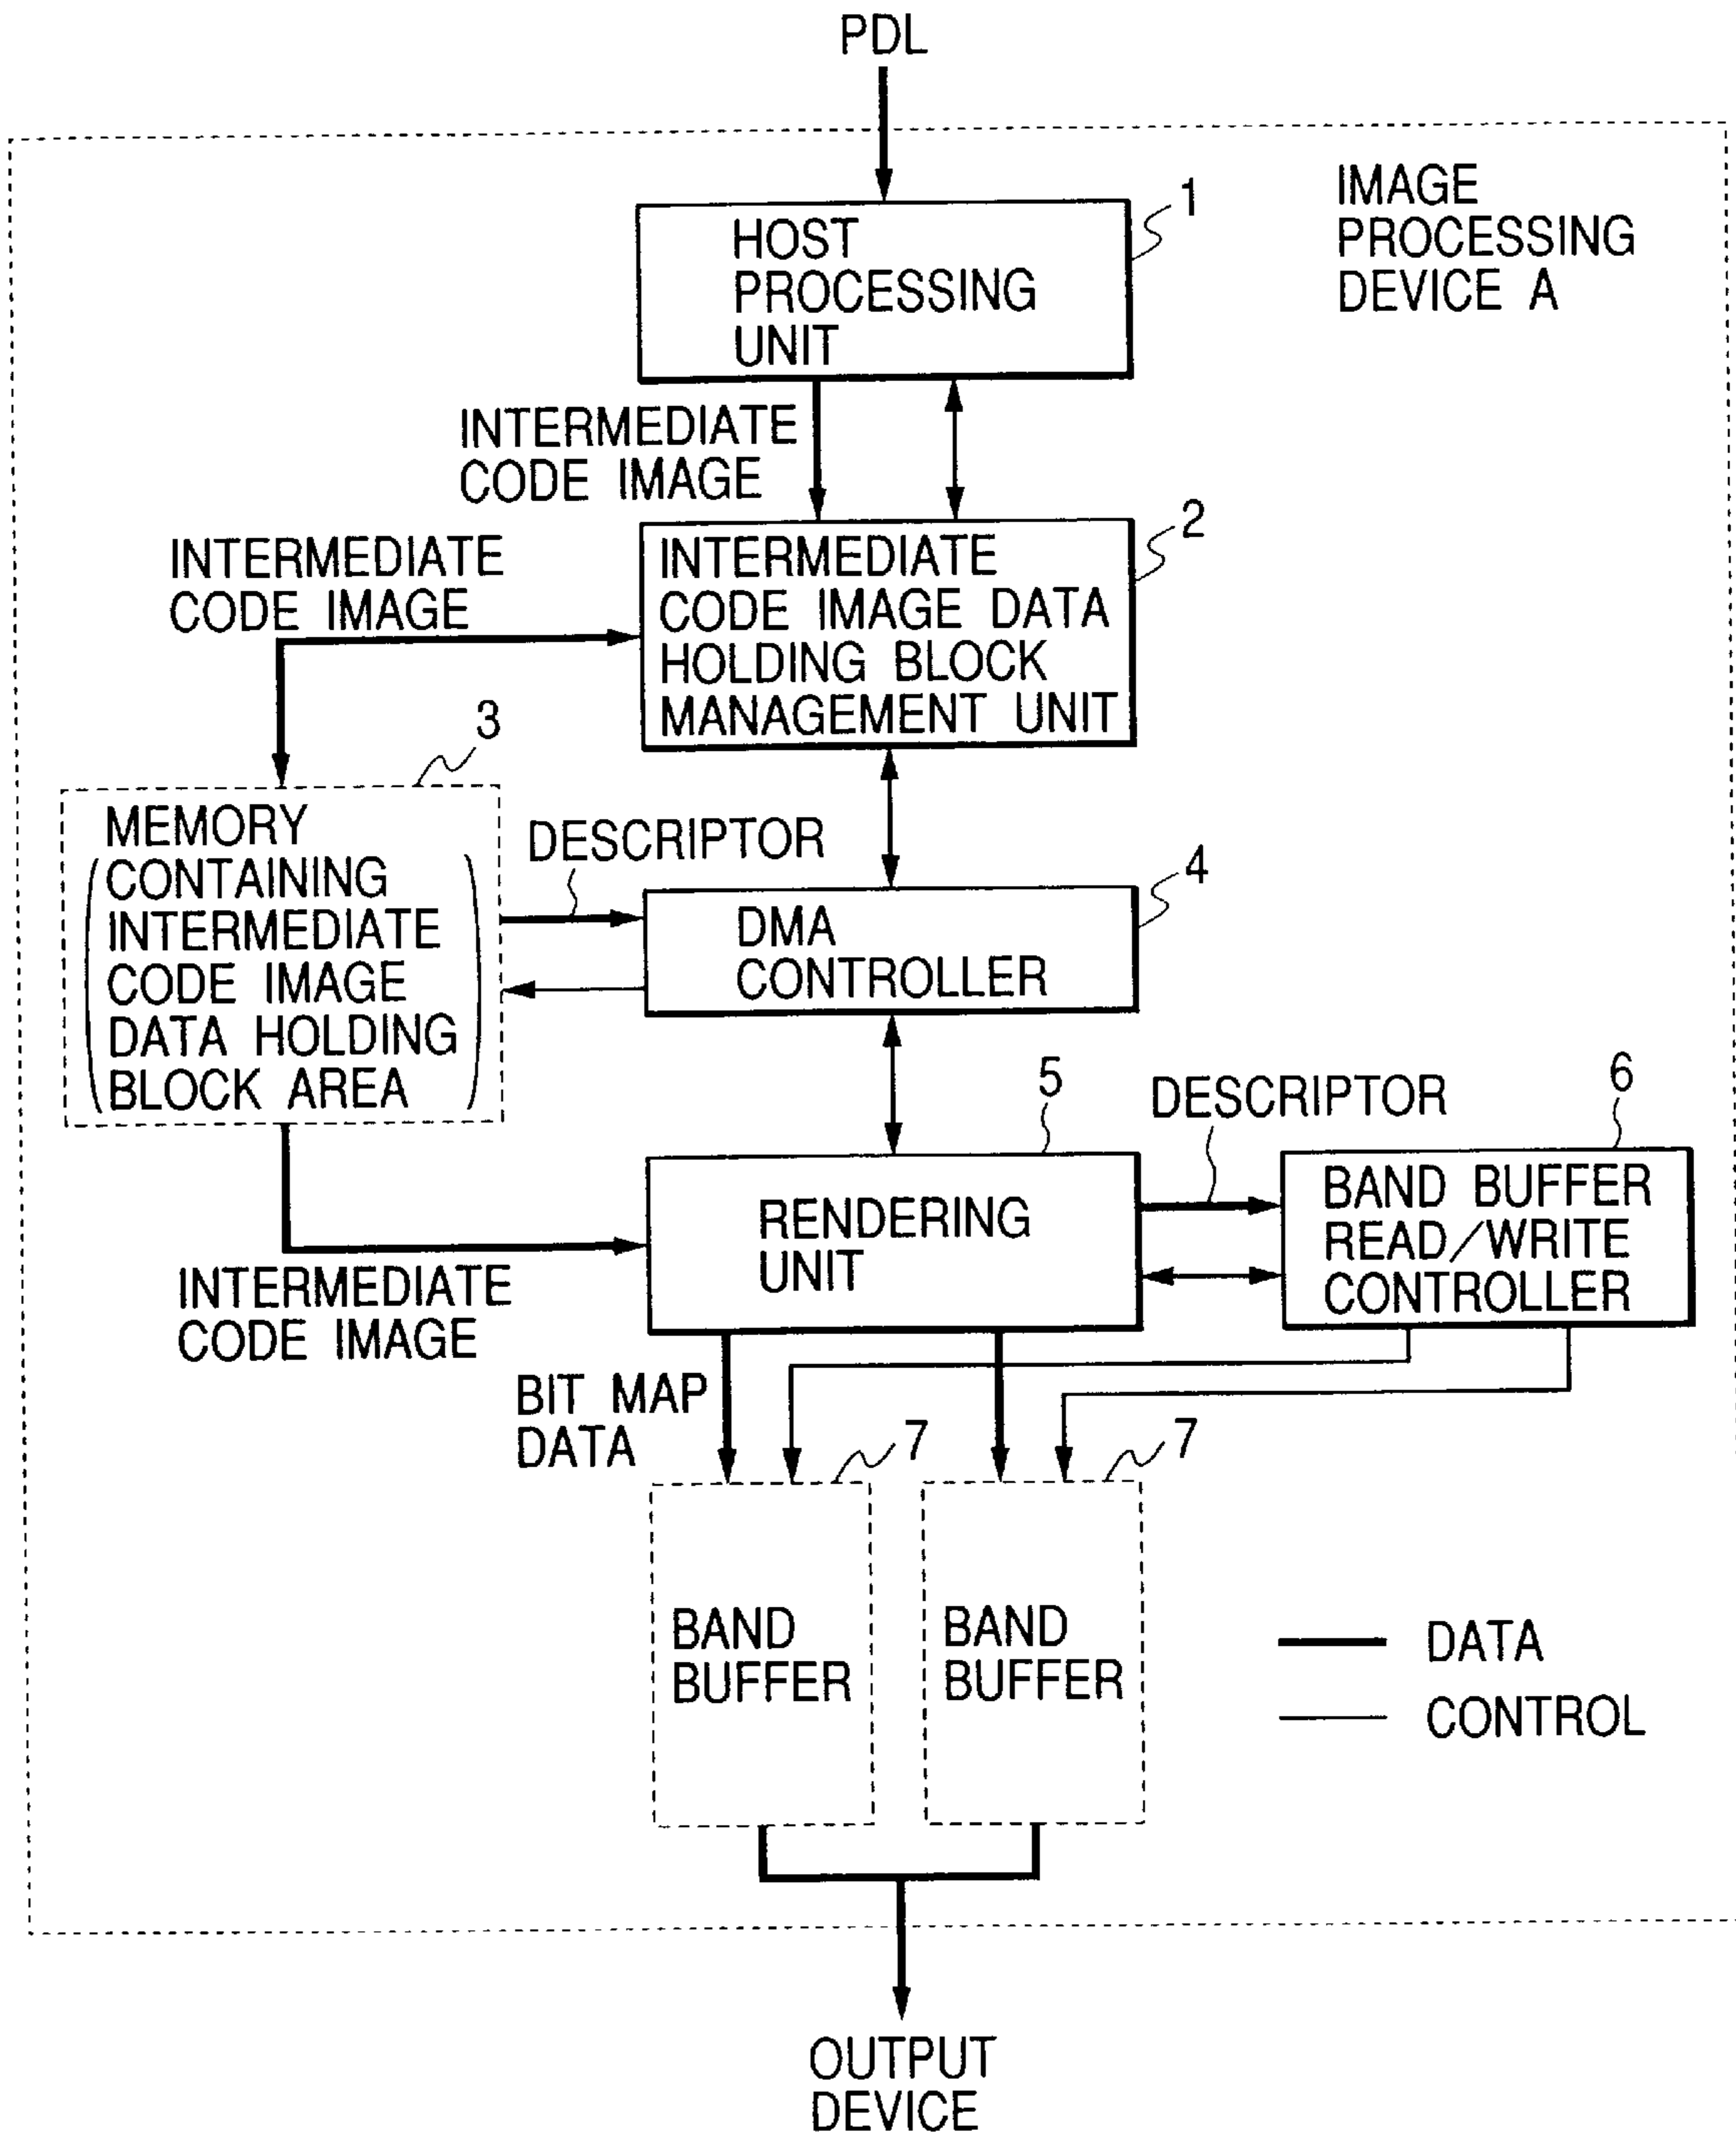 PDL
IMAGE
PROCESSING
DEVICE A
1
HOST
PROCESSING
UNIT
INTERMEDIATE
CODE IMAGE
2
INTERMEDIATE
CODE IMAGE DATA
HOLDING BLOCK
MANAGEMENT UNIT
INTERMEDIATE
CODE IMAGE
3
MEMORY
CONTAINING
INTERMEDIATE
CODE IMAGE
DATA HOLDING
BLOCK AREA
DESCRIPTOR
4
DMA
CONTROLLER
5
RENDERING
UNIT
DESCRIPTOR
6
BAND BUFFER
READ/WRITE
CONTROLLER
INTERMEDIATE
CODE IMAGE
BIT MAP
DATA
7
7
BAND
BUFFER
BAND
BUFFER
DATA
CONTROL
OUTPUT
DEVICE